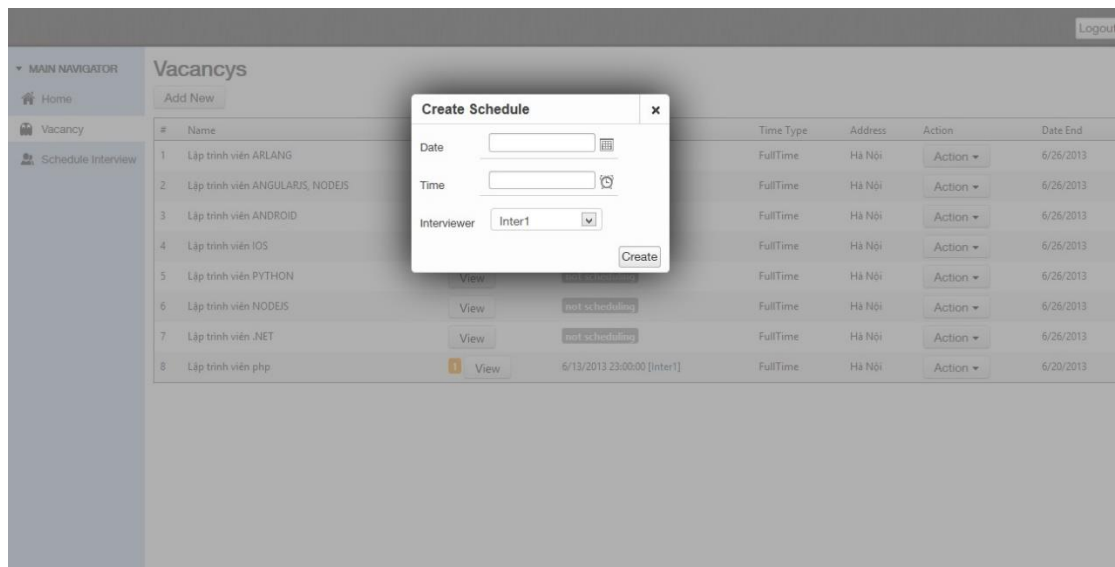 Logout
MAIN NAVIGATOR
Home
Vacancy
Schedule Interview
Vacancys
Add New
Create Schedule ×
Date
Time
Interviewer Inter1
Create
# Name Time Type Address Action Date End
1 Lập trình viên ARLANG FullTime Hà Nội Action 6/26/2013
2 Lập trình viên ANGULARJS, NODEJS FullTime Hà Nội Action 6/26/2013
3 Lập trình viên ANDROID FullTime Hà Nội Action 6/26/2013
4 Lập trình viên IOS FullTime Hà Nội Action 6/26/2013
5 Lập trình viên PYTHON View not scheduling FullTime Hà Nội Action 6/26/2013
6 Lập trình viên NODEJS View not scheduling FullTime Hà Nội Action 6/26/2013
7 Lập trình viên .NET View not scheduling FullTime Hà Nội Action 6/26/2013
8 Lập trình viên php 1 View 6/13/2013 23:00:00 [Inter1] FullTime Hà Nội Action 6/20/2013